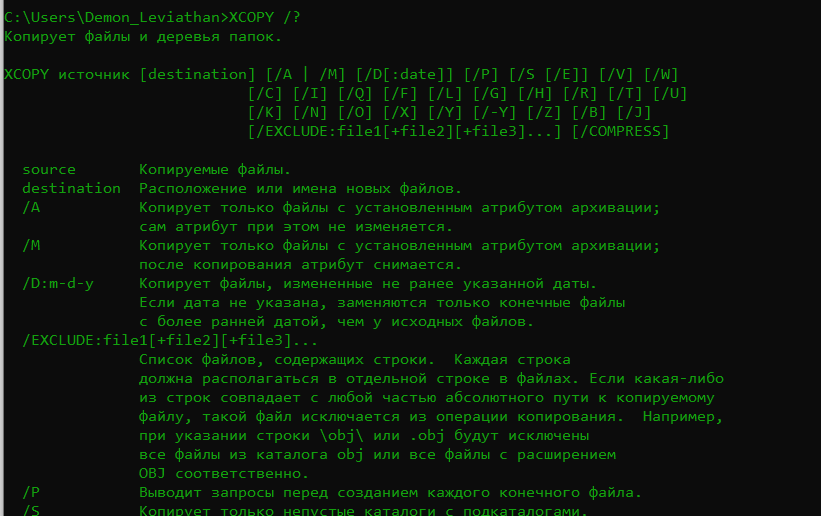 C:\Users\Demon_Leviathan>XCOPY /?
Копирует файлы и деревья папок.
XCOPY источник [destination] [/A | /M] [/D[:date]] [/P] [/S [/E]] [/V] [/W]
[/C] [/I] [/Q] [/F] [/L] [/G] [/H] [/R] [/T] [/U]
[/K] [/N] [/O] [/X] [/Y] [/-Y] [/Z] [/B] [/J]
[/EXCLUDE:file1[+file2][+file3]...] [/COMPRESS]
source Копируемые файлы.
destination Расположение или имена новых файлов.
/A Копирует только файлы с установленным атрибутом архивации;
сам атрибут при этом не изменяется.
/M Копирует только файлы с установленным атрибутом архивации;
после копирования атрибут снимается.
/D:m-d-y Копирует файлы, измененные не ранее указанной даты.
Если дата не указана, заменяются только конечные файлы
с более ранней датой, чем у исходных файлов.
/EXCLUDE:file1[+file2][+file3]...
Список файлов, содержащих строки. Каждая строка
должна располагаться в отдельной строке в файлах. Если какая-либо
из строк совпадает с любой частью абсолютного пути к копируемому
файлу, такой файл исключается из операции копирования. Например,
при указании строки \obj\ или .obj будут исключены
все файлы из каталога obj или все файлы с расширением
OBJ соответственно.
/P Выводит запросы перед созданием каждого конечного файла.
/S Копирует только непустые каталоги с подкаталогами.